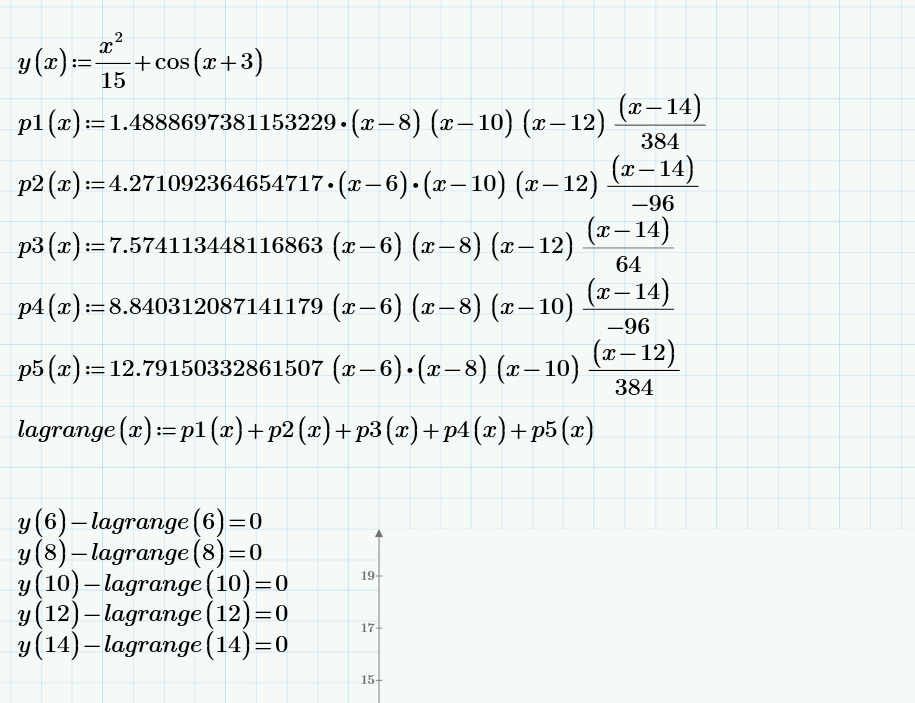 y(x):=x²/15+cos(x+3)
p1(x):=1.4888697381153229·(x−8) (x−10) (x−12) (x−14)/384
p2(x):=4.271092364654717·(x−6)·(x−10) (x−12) (x−14)/−96
p3(x):=7.574113448116863 (x−6) (x−8) (x−12) (x−14)/64
p4(x):=8.840312087141179 (x−6) (x−8) (x−10) (x−14)/−96
p5(x):=12.79150332861507 (x−6)·(x−8) (x−10) (x−12)/384
lagrange(x):=p1(x)+p2(x)+p3(x)+p4(x)+p5(x)
y(6)−lagrange(6)=0
y(8)−lagrange(8)=0
y(10)−lagrange(10)=0
y(12)−lagrange(12)=0
y(14)−lagrange(14)=0
19
17
15